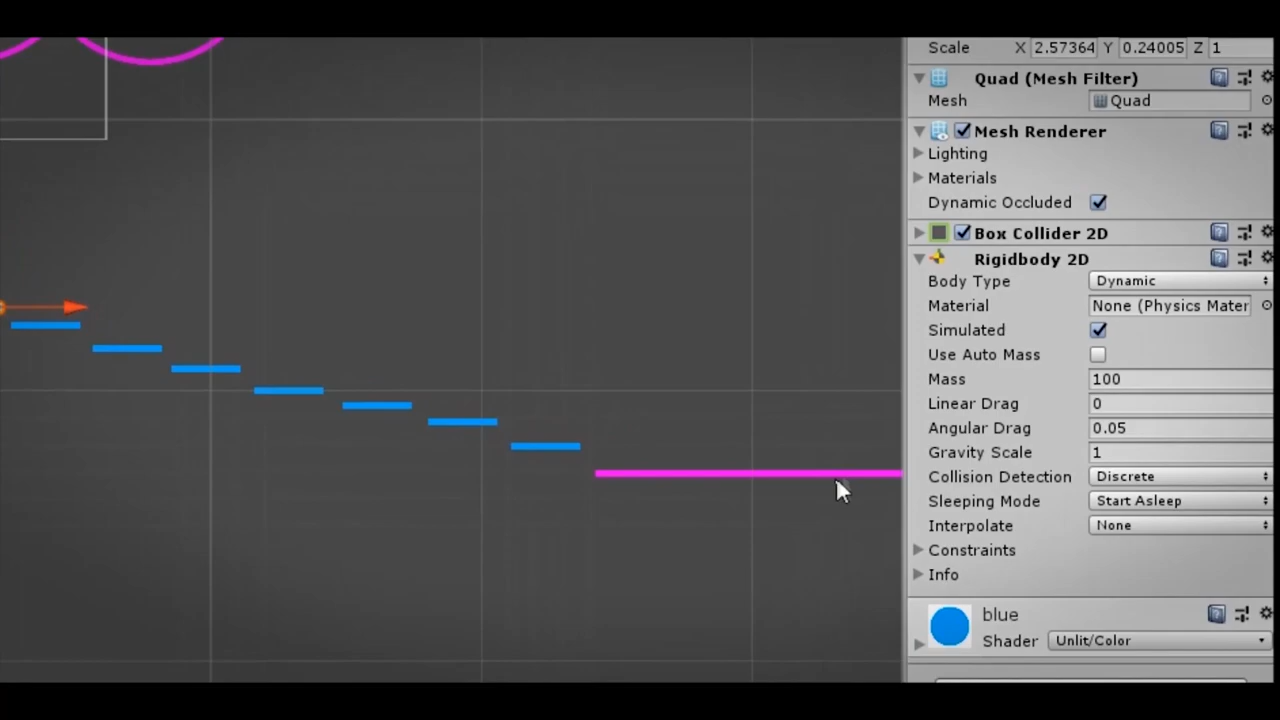 Scale X 2.57364 Y 0.24005 Z 1
Quad (Mesh Filter)
Mesh Quad
Mesh Renderer
Lighting
Materials
Dynamic Occluded
Box Collider 2D
Rigidbody 2D
Body Type Dynamic
Material None (Physics Mater
Simulated
Use Auto Mass
Mass 100
Linear Drag 0
Angular Drag 0.05
Gravity Scale 1
Collision Detection Discrete
Sleeping Mode Start Asleep
Interpolate None
Constraints
Info
blue
Shader Unlit/Color